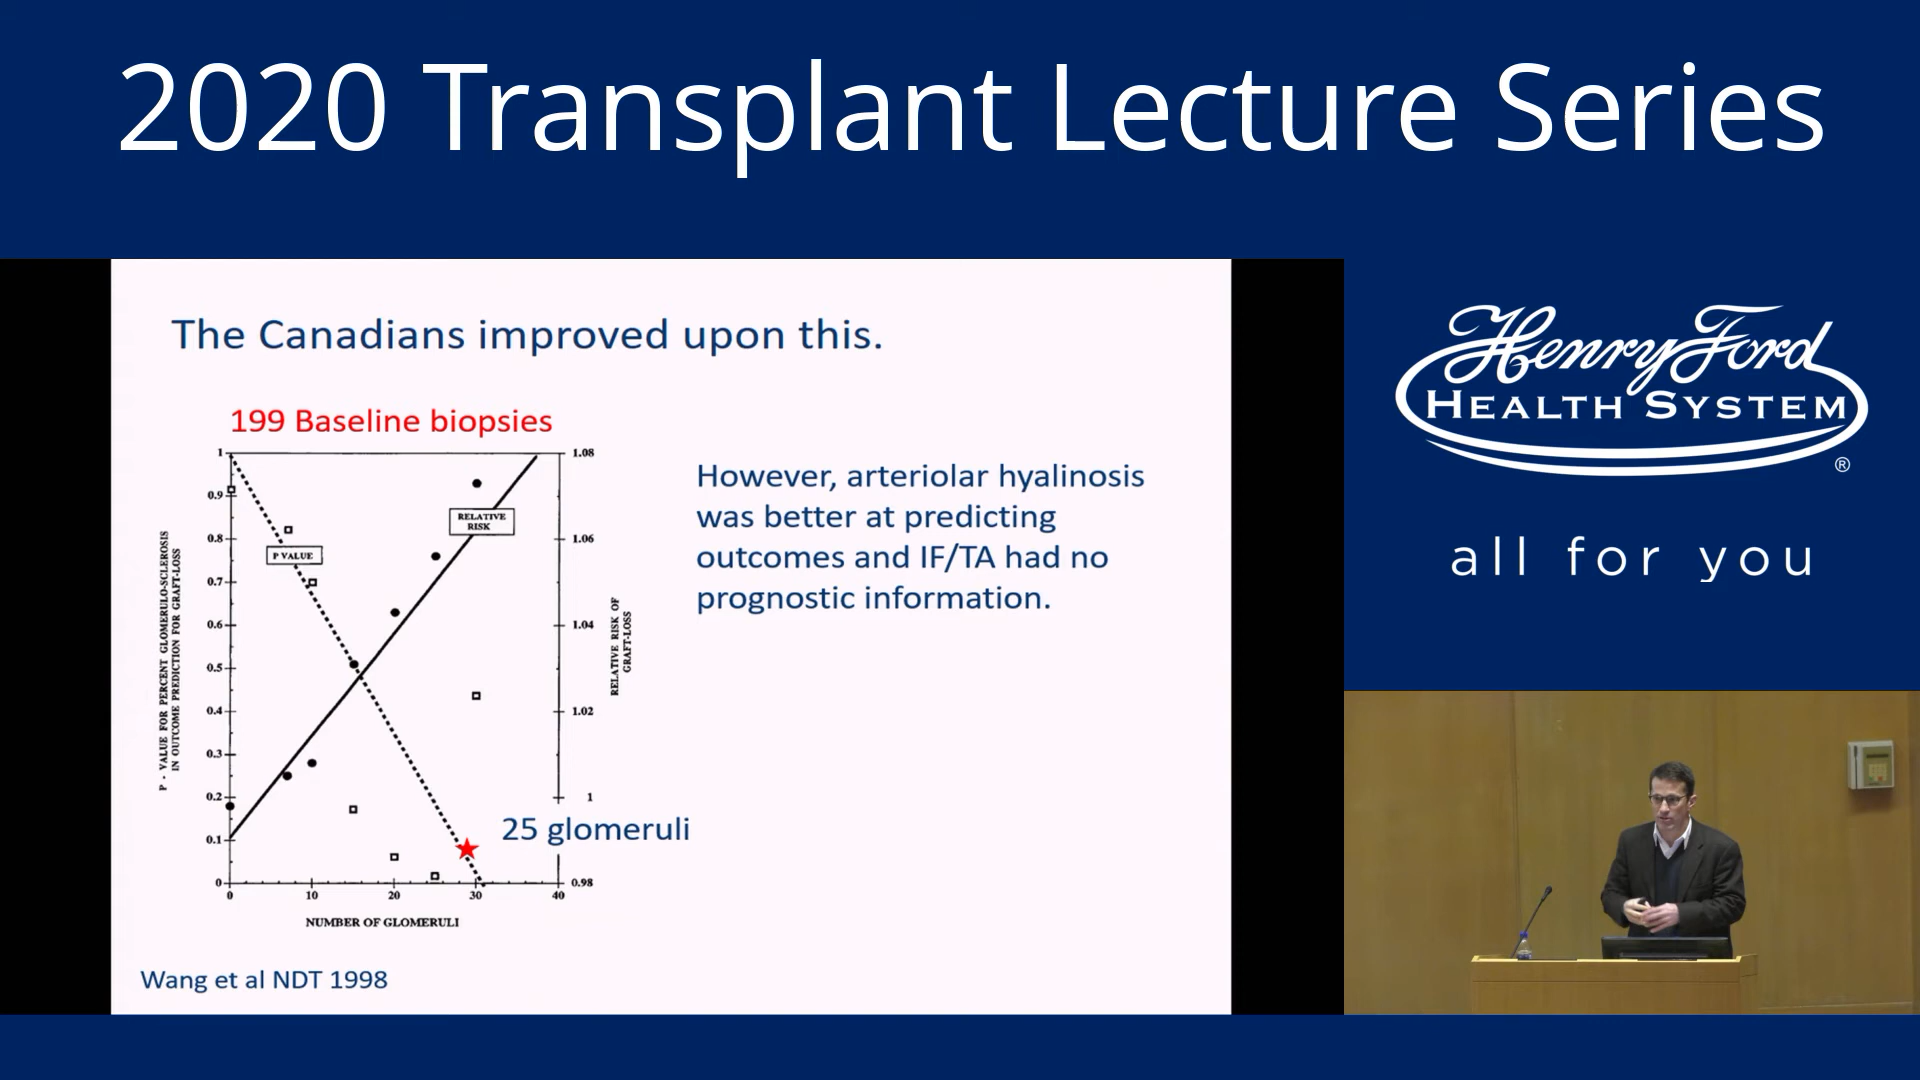 2020 Transplant Lecture Series
The Canadians improved upon this.
199 Baseline biopsies
1
0.9
0.8
0.7
0.6
0.5
0.4
0.3
0.2
0.1
0
P - VALUE FOR PERCENT GLOMERULO-SCLEROSIS
IN OUTCOME PREDICTION FOR GRAFT-LOSS
P VALUE
RELATIVE
RISK
1.08
1.06
1.04
1.02
1
0.98
RELATIVE RISK OF
GRAFT-LOSS
25 glomeruli
0 10 20 30 40
NUMBER OF GLOMERULI
However, arteriolar hyalinosis
was better at predicting
outcomes and IF/TA had no
prognostic information.
Wang et al NDT 1998
Henry Ford
HEALTH SYSTEM
®
all for you